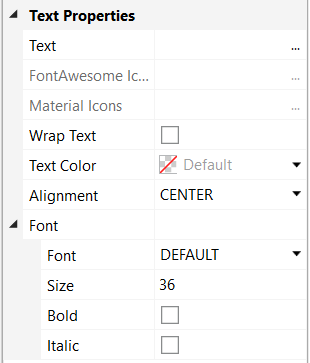 Text Properties
Text ...
FontAwesome Ic... ...
Material Icons ...
Wrap Text
Text Color Default
Alignment CENTER
Font
Font DEFAULT
Size 36
Bold
Italic